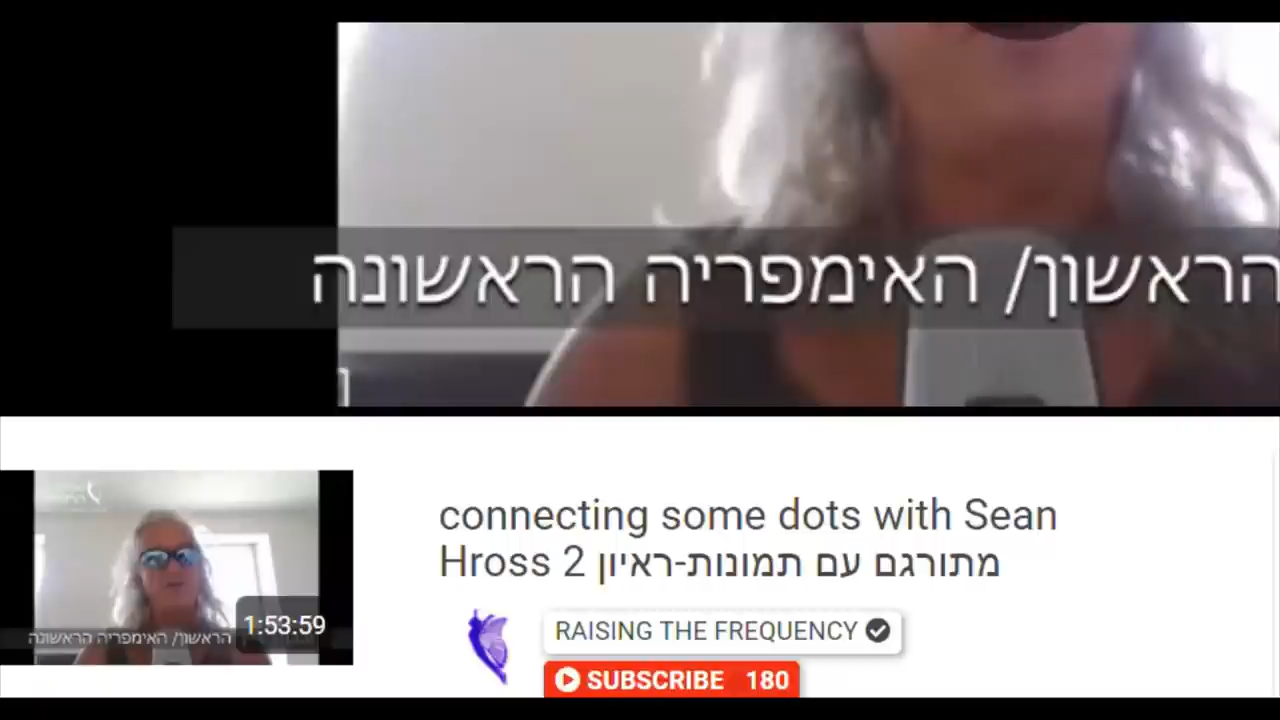 הראשון/ האימפריה הראשונה
ן
הראשון/ האימפריה הראשונה
1:53:59
connecting some dots with Sean
Hross 2 מתורגם עם תמונות-ראיון
RAISING THE FREQUENCY
SUBSCRIBE 180